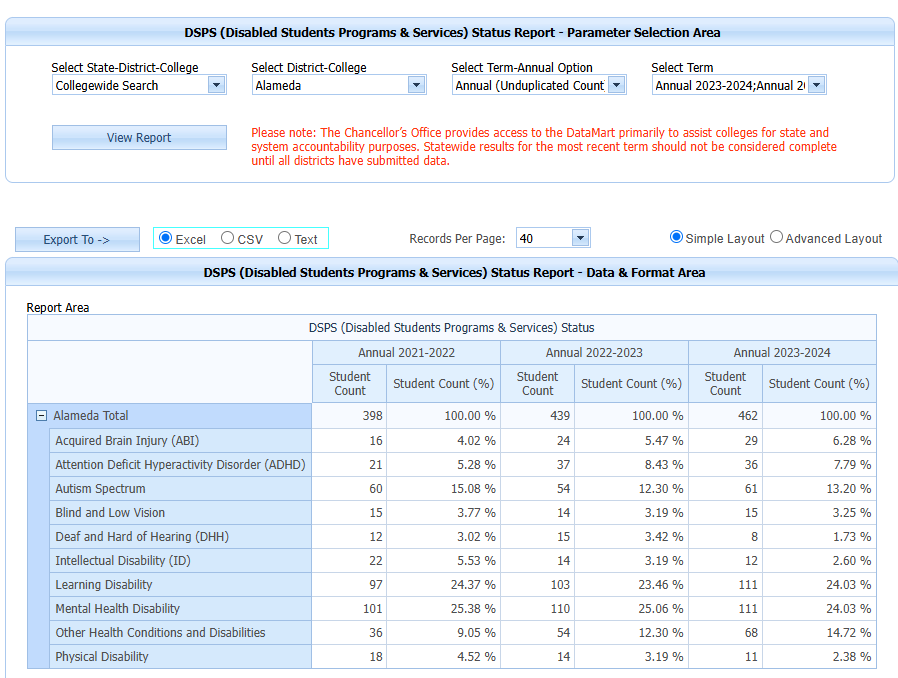 DSPS (Disabled Students Programs & Services) Status Report - Parameter Selection Area
Select State-District-College Select District-College Select Term-Annual Option Select Term
Collegewide Search Alameda Annual (Unduplicated Count Annual 2023-2024;Annual 2
View Report
Please note: The Chancellor's Office provides access to the DataMart primarily to assist colleges for state and
system accountability purposes. Statewide results for the most recent term should not be considered complete
until all districts have submitted data.
Export To -> Excel CSV Text Records Per Page: 40 Simple Layout Advanced Layout
DSPS (Disabled Students Programs & Services) Status Report - Data & Format Area
Report Area
DSPS (Disabled Students Programs & Services) Status
Annual 2021-2022 Annual 2022-2023 Annual 2023-2024
Student Count Student Count (%) Student Count Student Count (%) Student Count Student Count (%)
Alameda Total 398 100.00 % 439 100.00 % 462 100.00 %
Acquired Brain Injury (ABI) 16 4.02 % 24 5.47 % 29 6.28 %
Attention Deficit Hyperactivity Disorder (ADHD) 21 5.28 % 37 8.43 % 36 7.79 %
Autism Spectrum 60 15.08 % 54 12.30 % 61 13.20 %
Blind and Low Vision 15 3.77 % 14 3.19 % 15 3.25 %
Deaf and Hard of Hearing (DHH) 12 3.02 % 15 3.42 % 8 1.73 %
Intellectual Disability (ID) 22 5.53 % 14 3.19 % 12 2.60 %
Learning Disability 97 24.37 % 103 23.46 % 111 24.03 %
Mental Health Disability 101 25.38 % 110 25.06 % 111 24.03 %
Other Health Conditions and Disabilities 36 9.05 % 54 12.30 % 68 14.72 %
Physical Disability 18 4.52 % 14 3.19 % 11 2.38 %